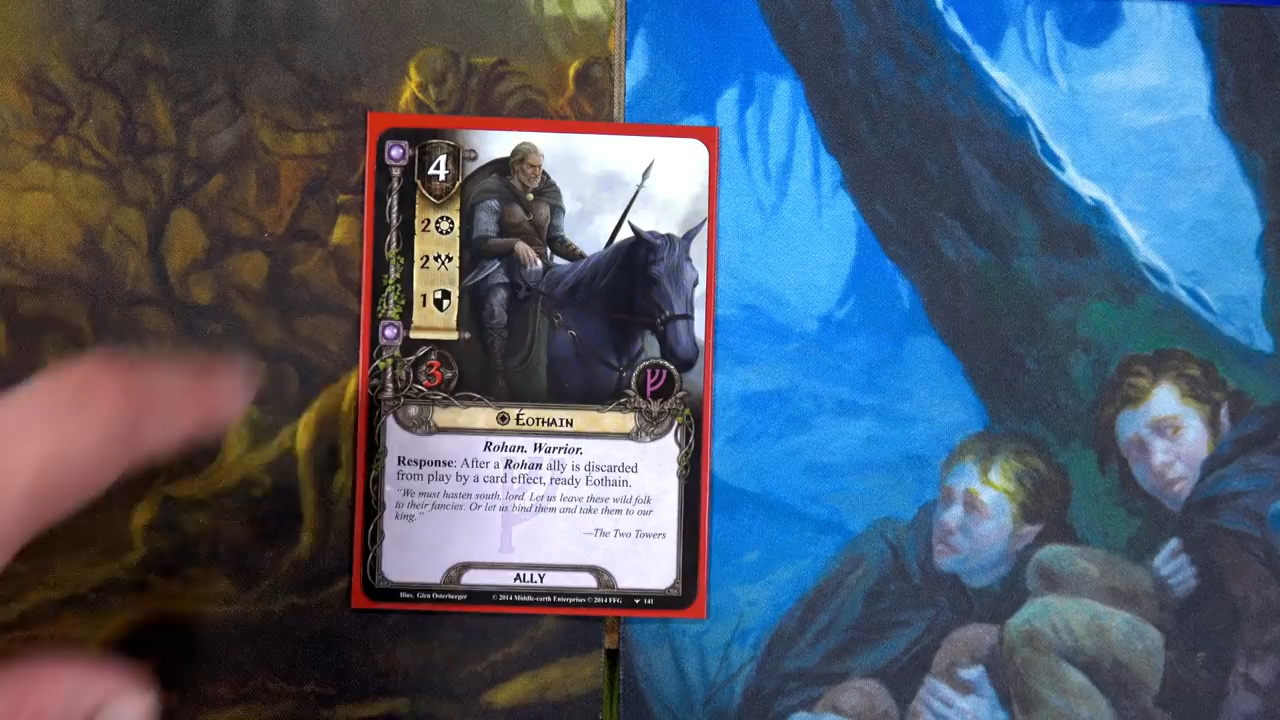 4
2
2
1
3
ÉOTHAIN
Rohan. Warrior.
Response: After a Rohan ally is discarded
from play by a card effect, ready Éothain.
"We must hasten south, lord. Let us leave these wild folk
to their fancies. Or let us bind them and take them to our
king."
—The Two Towers
ALLY
Illus. Glen Osterberger © 2014 Middle-earth Enterprises © 2014 FFG 141